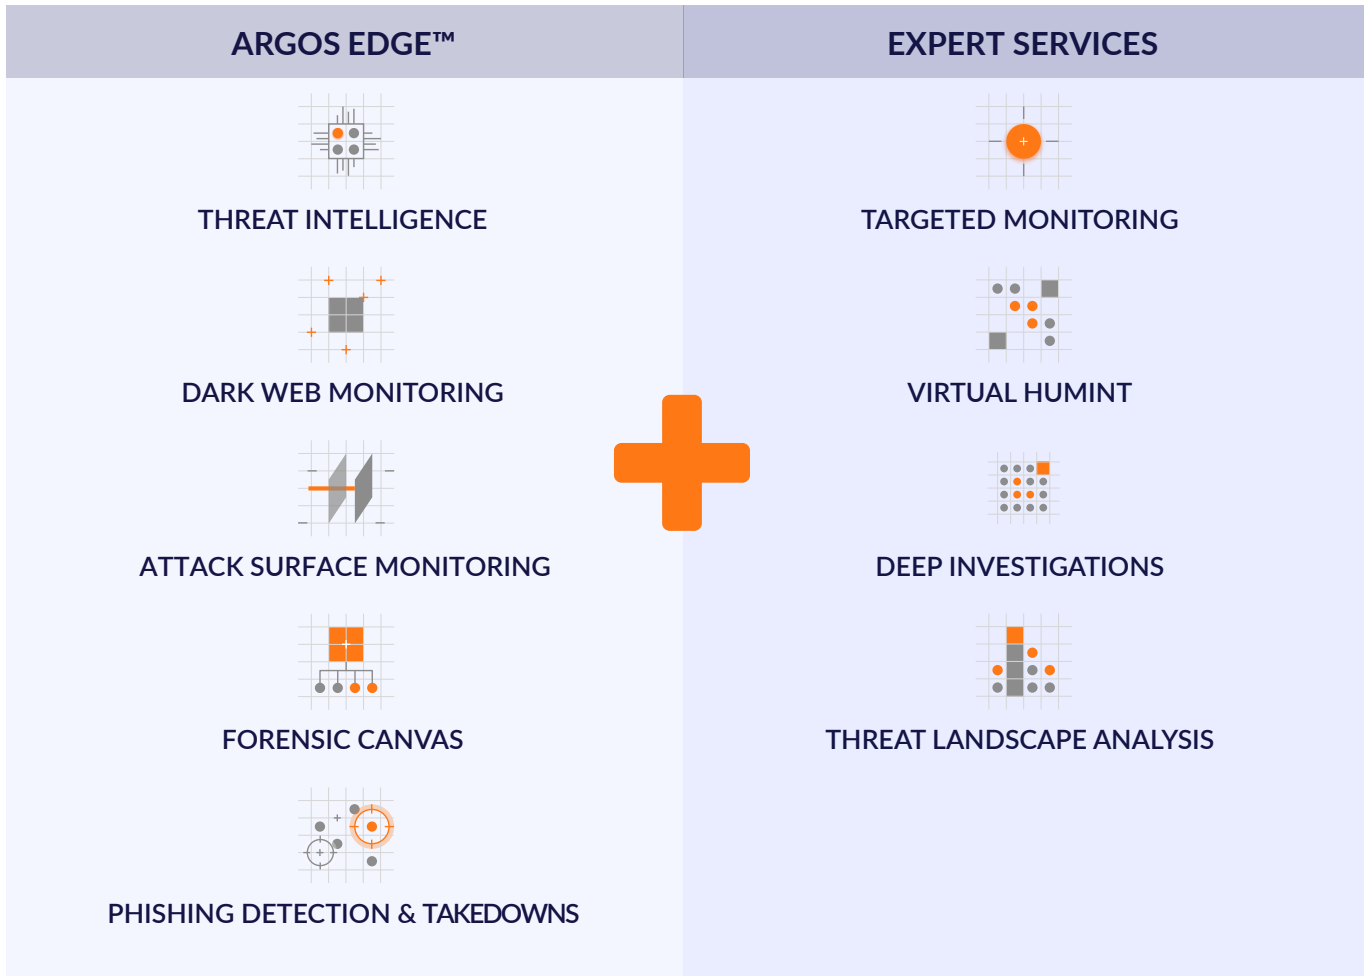 ARGOS EDGE™
EXPERT SERVICES
THREAT INTELLIGENCE
TARGETED MONITORING
DARK WEB MONITORING
VIRTUAL HUMINT
ATTACK SURFACE MONITORING
DEEP INVESTIGATIONS
FORENSIC CANVAS
THREAT LANDSCAPE ANALYSIS
PHISHING DETECTION & TAKEDOWNS